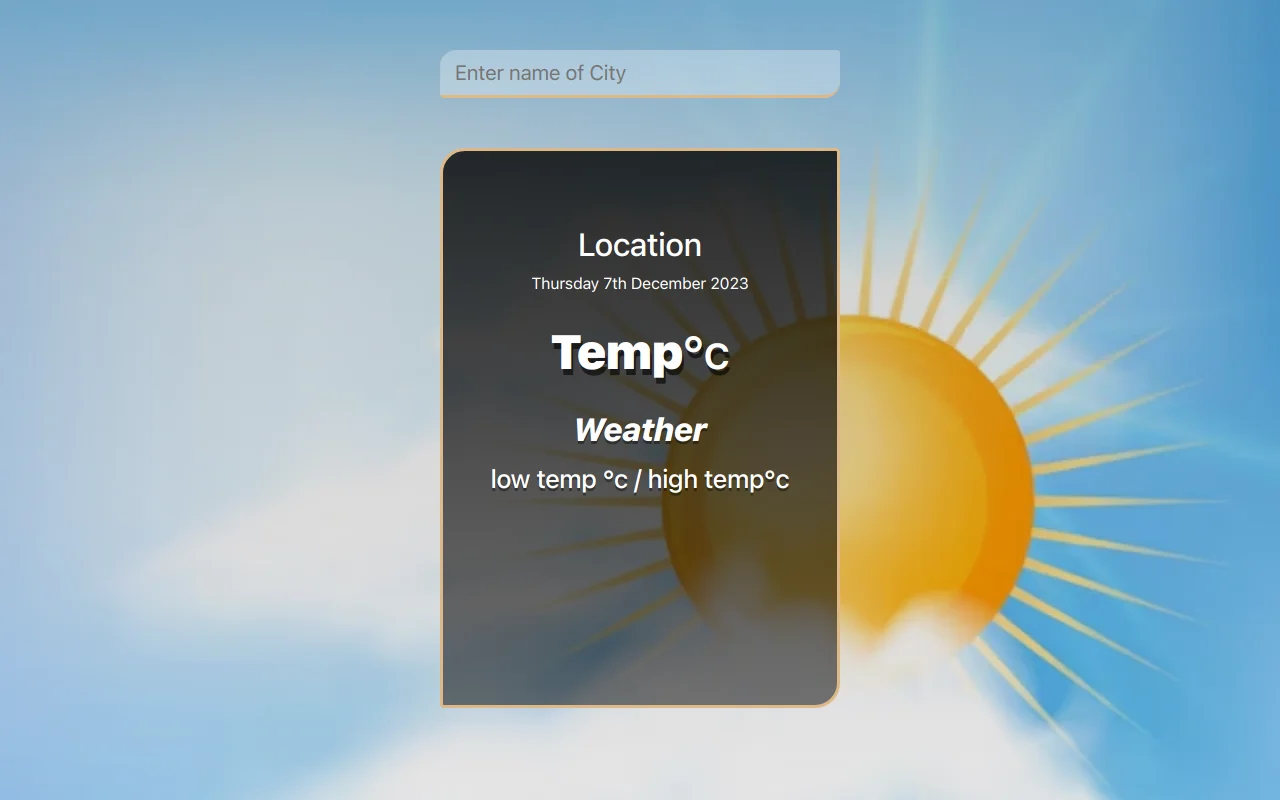 Enter name of City
Location
Thursday 7th December 2023
Temp°c
Weather
low temp °c / high temp°c